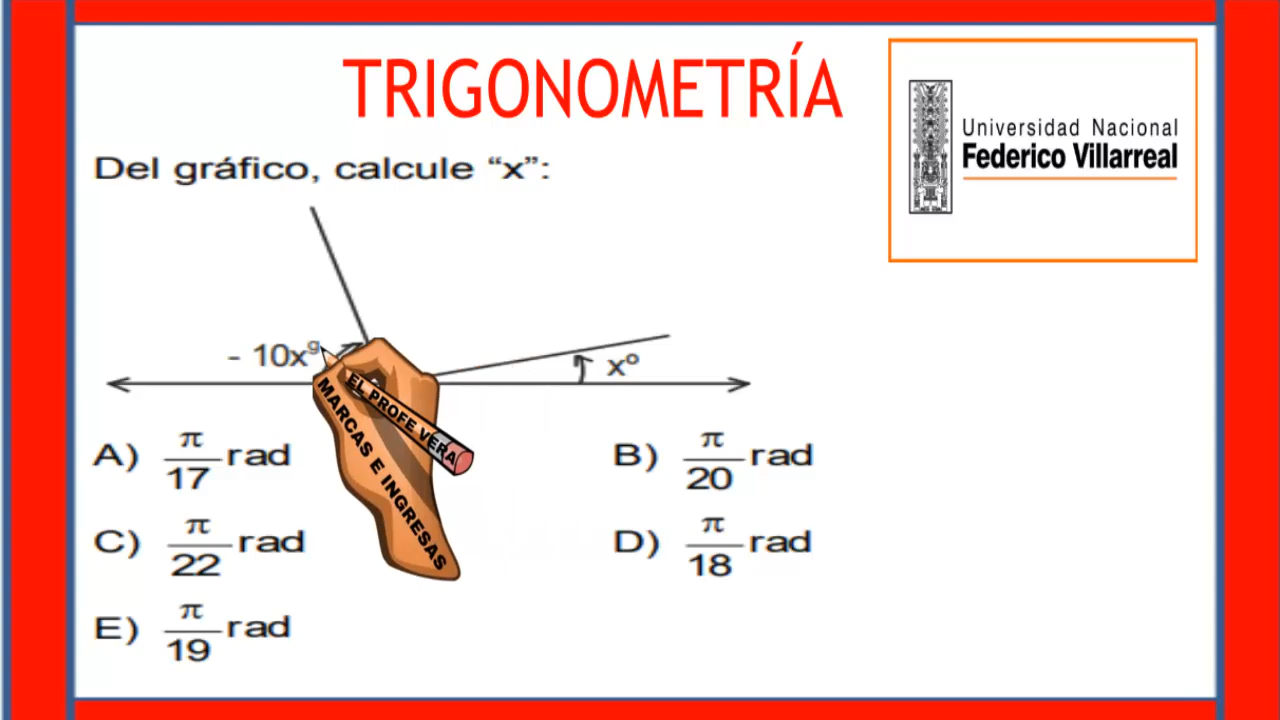 TRIGONOMETRÍA
Universidad Nacional
Federico Villarreal
Del gráfico, calcule “x”:
- 10xᵍ
xº
EL PROFE VERA
MARCAS E INGRESAS
A) π/17 rad
B) π/20 rad
C) π/22 rad
D) π/18 rad
E) π/19 rad